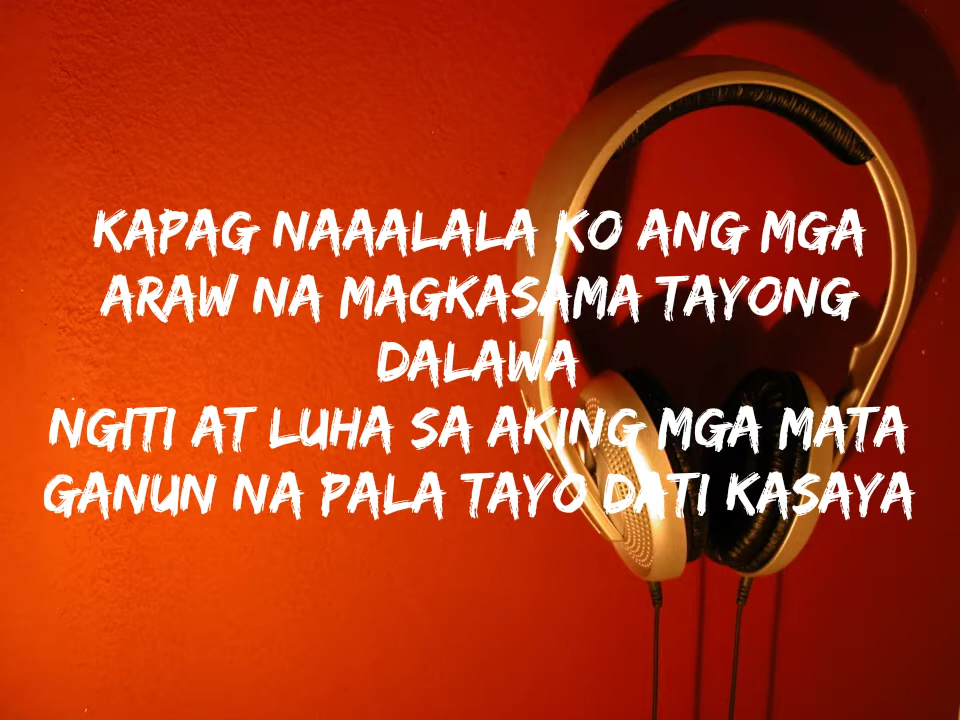 KAPAG NAAALALA KO ANG MGA
ARAW NA MAGKASAMA TAYONG
DALAWA
NGITI AT LUHA SA AKING MGA MATA
GANUN NA PALA TAYO DATI KASAYA